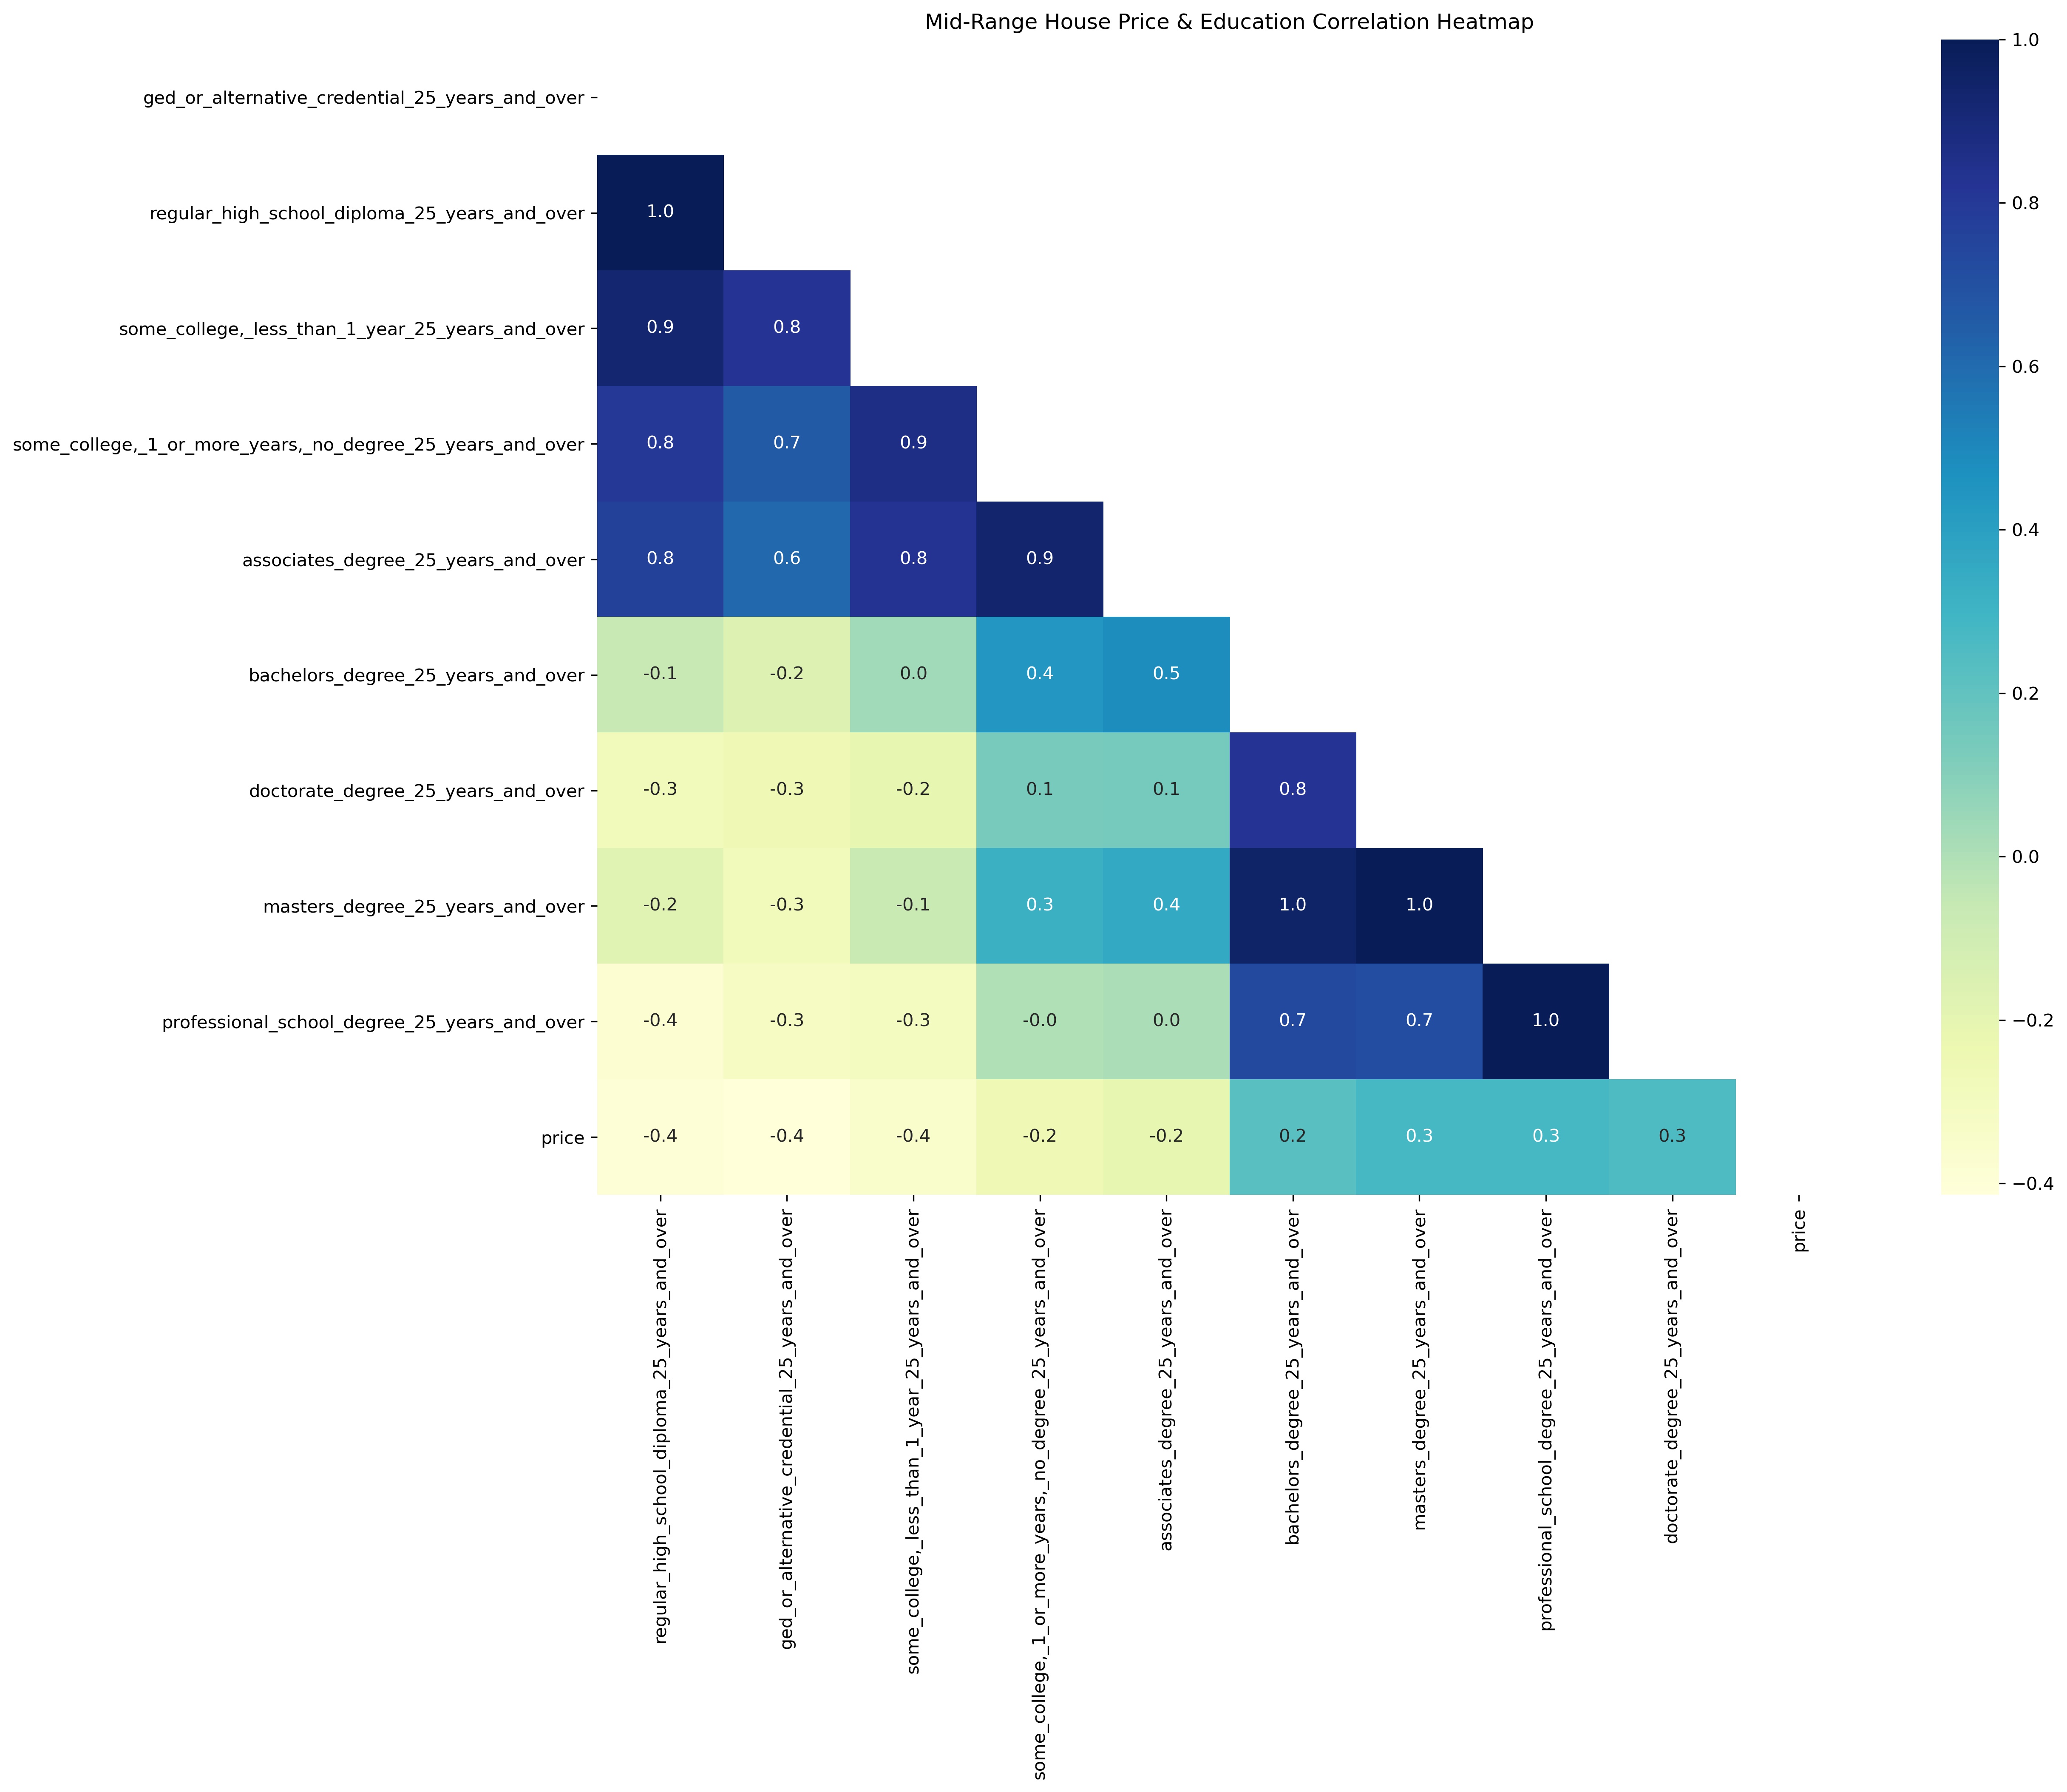 Mid-Range House Price & Education Correlation Heatmap
ged_or_alternative_credential_25_years_and_over
regular_high_school_diploma_25_years_and_over
1.0
some_college,_less_than_1_year_25_years_and_over
0.9 0.8
some_college,_1_or_more_years,_no_degree_25_years_and_over
0.8 0.7 0.9
associates_degree_25_years_and_over
0.8 0.6 0.8 0.9
bachelors_degree_25_years_and_over
-0.1 -0.2 0.0 0.4 0.5
doctorate_degree_25_years_and_over
-0.3 -0.3 -0.2 0.1 0.1 0.8
masters_degree_25_years_and_over
-0.2 -0.3 -0.1 0.3 0.4 1.0 1.0
professional_school_degree_25_years_and_over
-0.4 -0.3 -0.3 -0.0 0.0 0.7 0.7 1.0
price
-0.4 -0.4 -0.4 -0.2 -0.2 0.2 0.3 0.3 0.3
regular_high_school_diploma_25_years_and_over
ged_or_alternative_credential_25_years_and_over
some_college,_less_than_1_year_25_years_and_over
some_college,_1_or_more_years,_no_degree_25_years_and_over
associates_degree_25_years_and_over
bachelors_degree_25_years_and_over
masters_degree_25_years_and_over
professional_school_degree_25_years_and_over
doctorate_degree_25_years_and_over
price
1.0
0.8
0.6
0.4
0.2
0.0
−0.2
−0.4